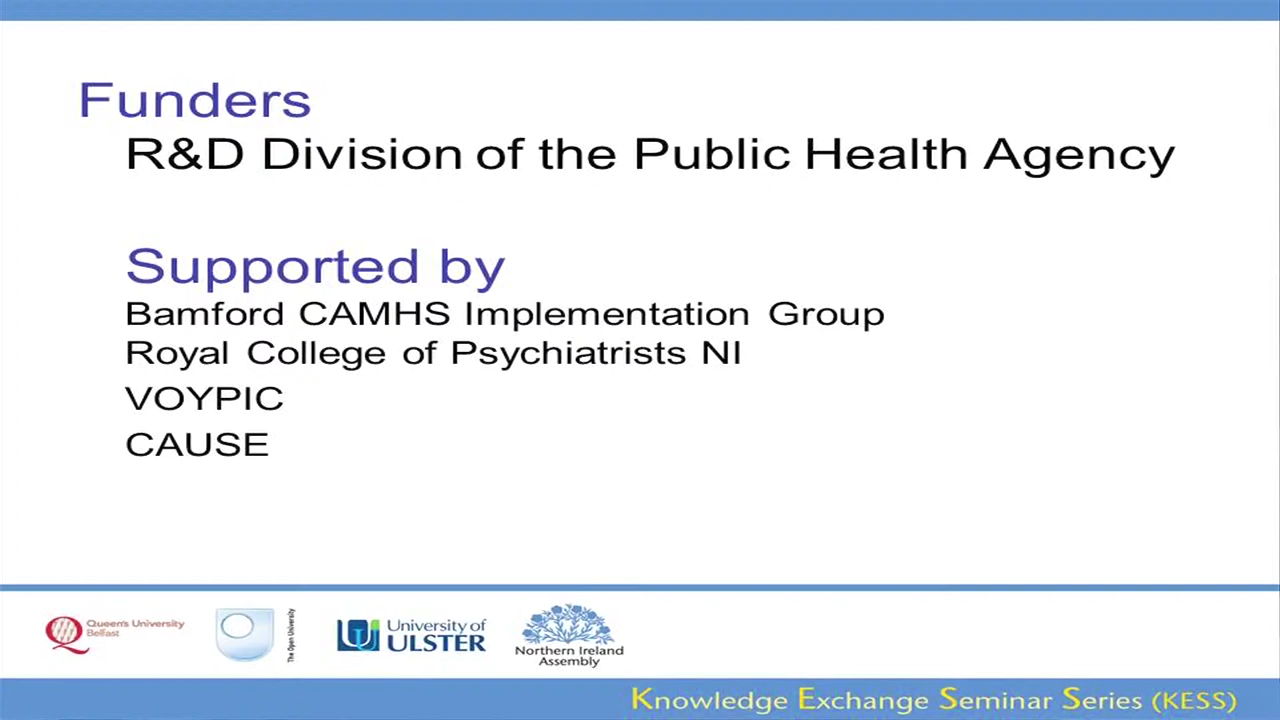 Funders
R&D Division of the Public Health Agency
Supported by
Bamford CAMHS Implementation Group
Royal College of Psychiatrists NI
VOYPIC
CAUSE
Queen's University
Belfast
The Open University
University of
ULSTER
Northern Ireland
Assembly
Knowledge Exchange Seminar Series (KESS)